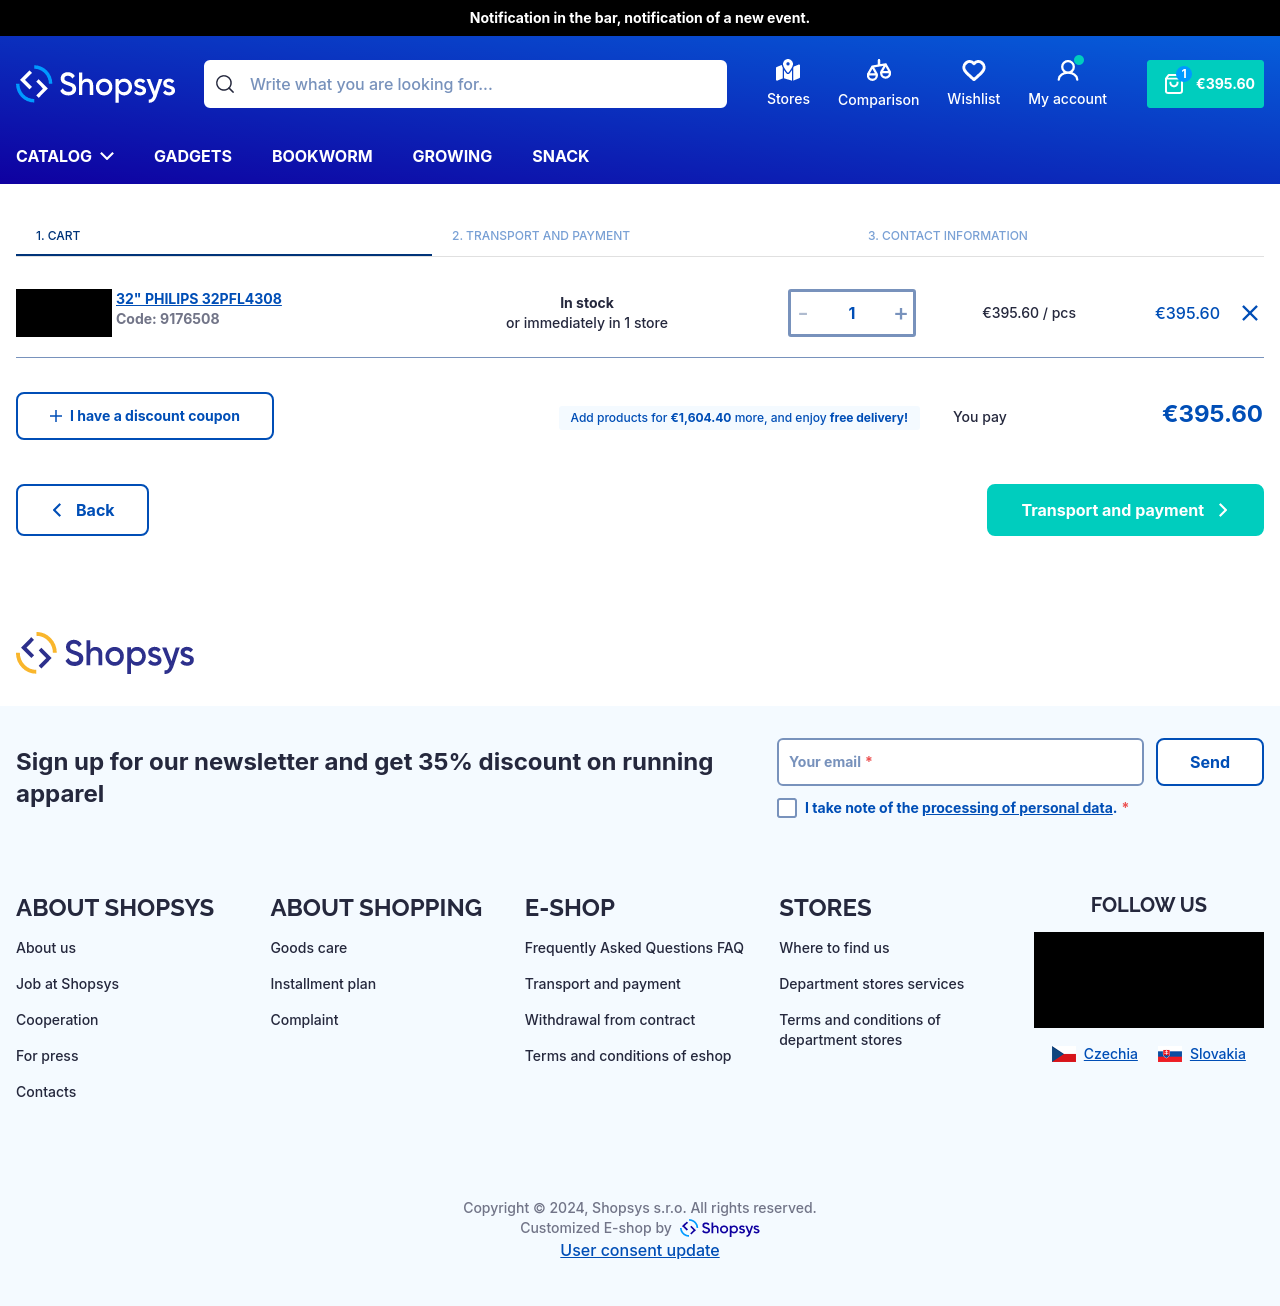 Notification in the bar, notification of a new event.
Shopsys
Write what you are looking for...
Stores
Comparison
Wishlist
My account
1
€395.60
CATALOG
GADGETS
BOOKWORM
GROWING
SNACK
1. CART
2. TRANSPORT AND PAYMENT
3. CONTACT INFORMATION
32" PHILIPS 32PFL4308
Code: 9176508
In stock
or immediately in 1 store
- 1 +
€395.60 / pcs
€395.60
I have a discount coupon
Add products for €1,604.40 more, and enjoy free delivery!
You pay
€395.60
Back
Transport and payment
Shopsys
Sign up for our newsletter and get 35% discount on running
apparel
Your email *
Send
I take note of the processing of personal data. *
ABOUT SHOPSYS
About us
Job at Shopsys
Cooperation
For press
Contacts
ABOUT SHOPPING
Goods care
Installment plan
Complaint
E-SHOP
Frequently Asked Questions FAQ
Transport and payment
Withdrawal from contract
Terms and conditions of eshop
STORES
Where to find us
Department stores services
Terms and conditions of
department stores
FOLLOW US
Czechia
Slovakia
Copyright © 2024, Shopsys s.r.o. All rights reserved.
Customized E-shop by Shopsys
User consent update